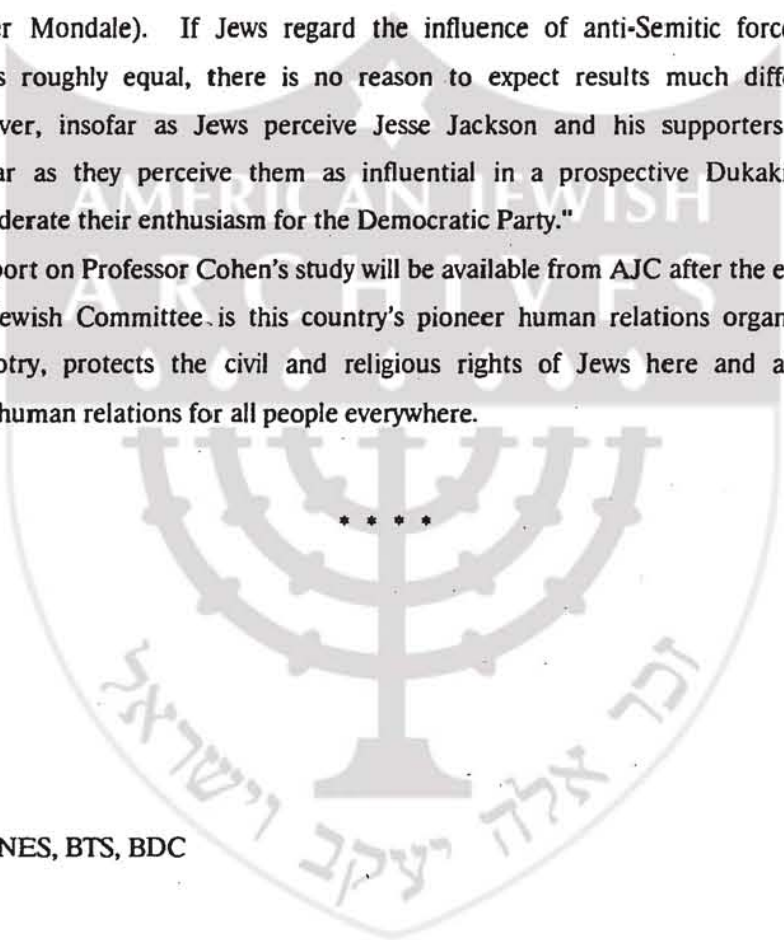 er Mondale). If Jews regard the influence of anti-Semitic force
s roughly equal, there is no reason to expect results much diff
ver, insofar as Jews perceive Jesse Jackson and his supporters
ar as they perceive them as influential in a prospective Dukak
derate their enthusiasm for the Democratic Party."
port on Professor Cohen's study will be available from AJC after the e
ewish Committee is this country's pioneer human relations organ
otry, protects the civil and religious rights of Jews here and a
human relations for all people everywhere.
* * * *
NES, BTS, BDC
AMERICAN JEWISH
ARCHIVES
זכר אלה יעקב וישראל